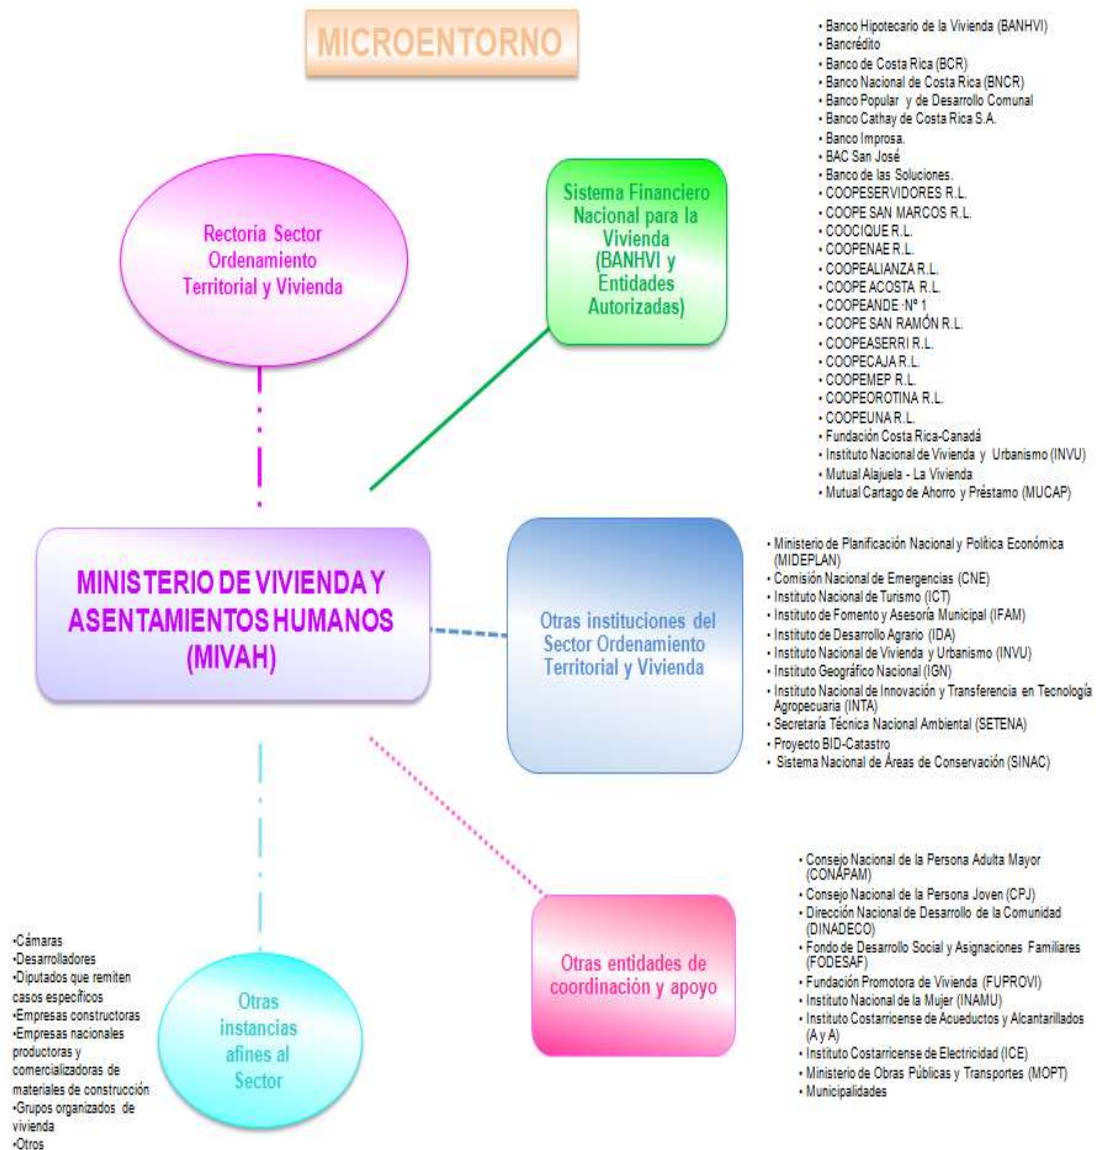 MICROENTORNO
Rectoría Sector
Ordenamiento
Territorial y Vivienda
Sistema Financiero
Nacional para la
Vivienda
(BANHVI y
Entidades
Autorizadas)
• Banco Hipotecario de la Vivienda (BANHVI)
• Bancrédito
• Banco de Costa Rica (BCR)
• Banco Nacional de Costa Rica (BNCR)
• Banco Popular y de Desarrollo Comunal
• Banco Cathay de Costa Rica S.A.
• Banco Improsa.
• BAC San José
• Banco de las Soluciones.
• COOPESERVIDORES R.L.
• COOPE SAN MARCOS R.L.
• COOCIQUE R.L.
• COOPENAE R.L.
• COOPEALIANZA R.L.
• COOPE ACOSTA R.L.
• COOPEANDE Nº 1
• COOPE SAN RAMÓN R.L.
• COOPEASERRI R.L.
• COOPECAJA R.L.
• COOPEMEP R.L.
• COOPEOROTINA R.L.
• COOPEUNA R.L.
• Fundación Costa Rica-Canadá
• Instituto Nacional de Vivienda y Urbanismo (INVU)
• Mutual Alajuela - La Vivienda
• Mutual Cartago de Ahorro y Préstamo (MUCAP)
MINISTERIO DE VIVIENDA Y
ASENTAMIENTOS HUMANOS
(MIVAH)
Otras instituciones del
Sector Ordenamiento
Territorial y Vivienda
• Ministerio de Planificación Nacional y Política Económica
(MIDEPLAN)
• Comisión Nacional de Emergencias (CNE)
• Instituto Nacional de Turismo (ICT)
• Instituto de Fomento y Asesoría Municipal (IFAM)
• Instituto de Desarrollo Agrario (IDA)
• Instituto Nacional de Vivienda y Urbanismo (INVU)
• Instituto Geográfico Nacional (IGN)
• Instituto Nacional de Innovación y Transferencia en Tecnología
Agropecuaria (INTA)
• Secretaría Técnica Nacional Ambiental (SETENA)
• Proyecto BID-Catastro
• Sistema Nacional de Áreas de Conservación (SINAC)
Otras entidades de
coordinación y apoyo
• Consejo Nacional de la Persona Adulta Mayor
(CONAPAM)
• Consejo Nacional de la Persona Joven (CPJ)
• Dirección Nacional de Desarrollo de la Comunidad
(DINADECO)
• Fondo de Desarrollo Social y Asignaciones Familiares
(FODESAF)
• Fundación Promotora de Vivienda (FUPROVI)
• Instituto Nacional de la Mujer (INAMU)
• Instituto Costarricense de Acueductos y Alcantarillados
(A y A)
• Instituto Costarricense de Electricidad (ICE)
• Ministerio de Obras Públicas y Transportes (MOPT)
• Municipalidades
Otras
instancias
afines al
Sector
•Cámaras
•Desarrolladores
•Diputados que remiten
casos específicos
•Empresas constructoras
•Empresas nacionales
productoras y
comercializadoras de
materiales de construcción
•Grupos organizados de
vivienda
•Otros